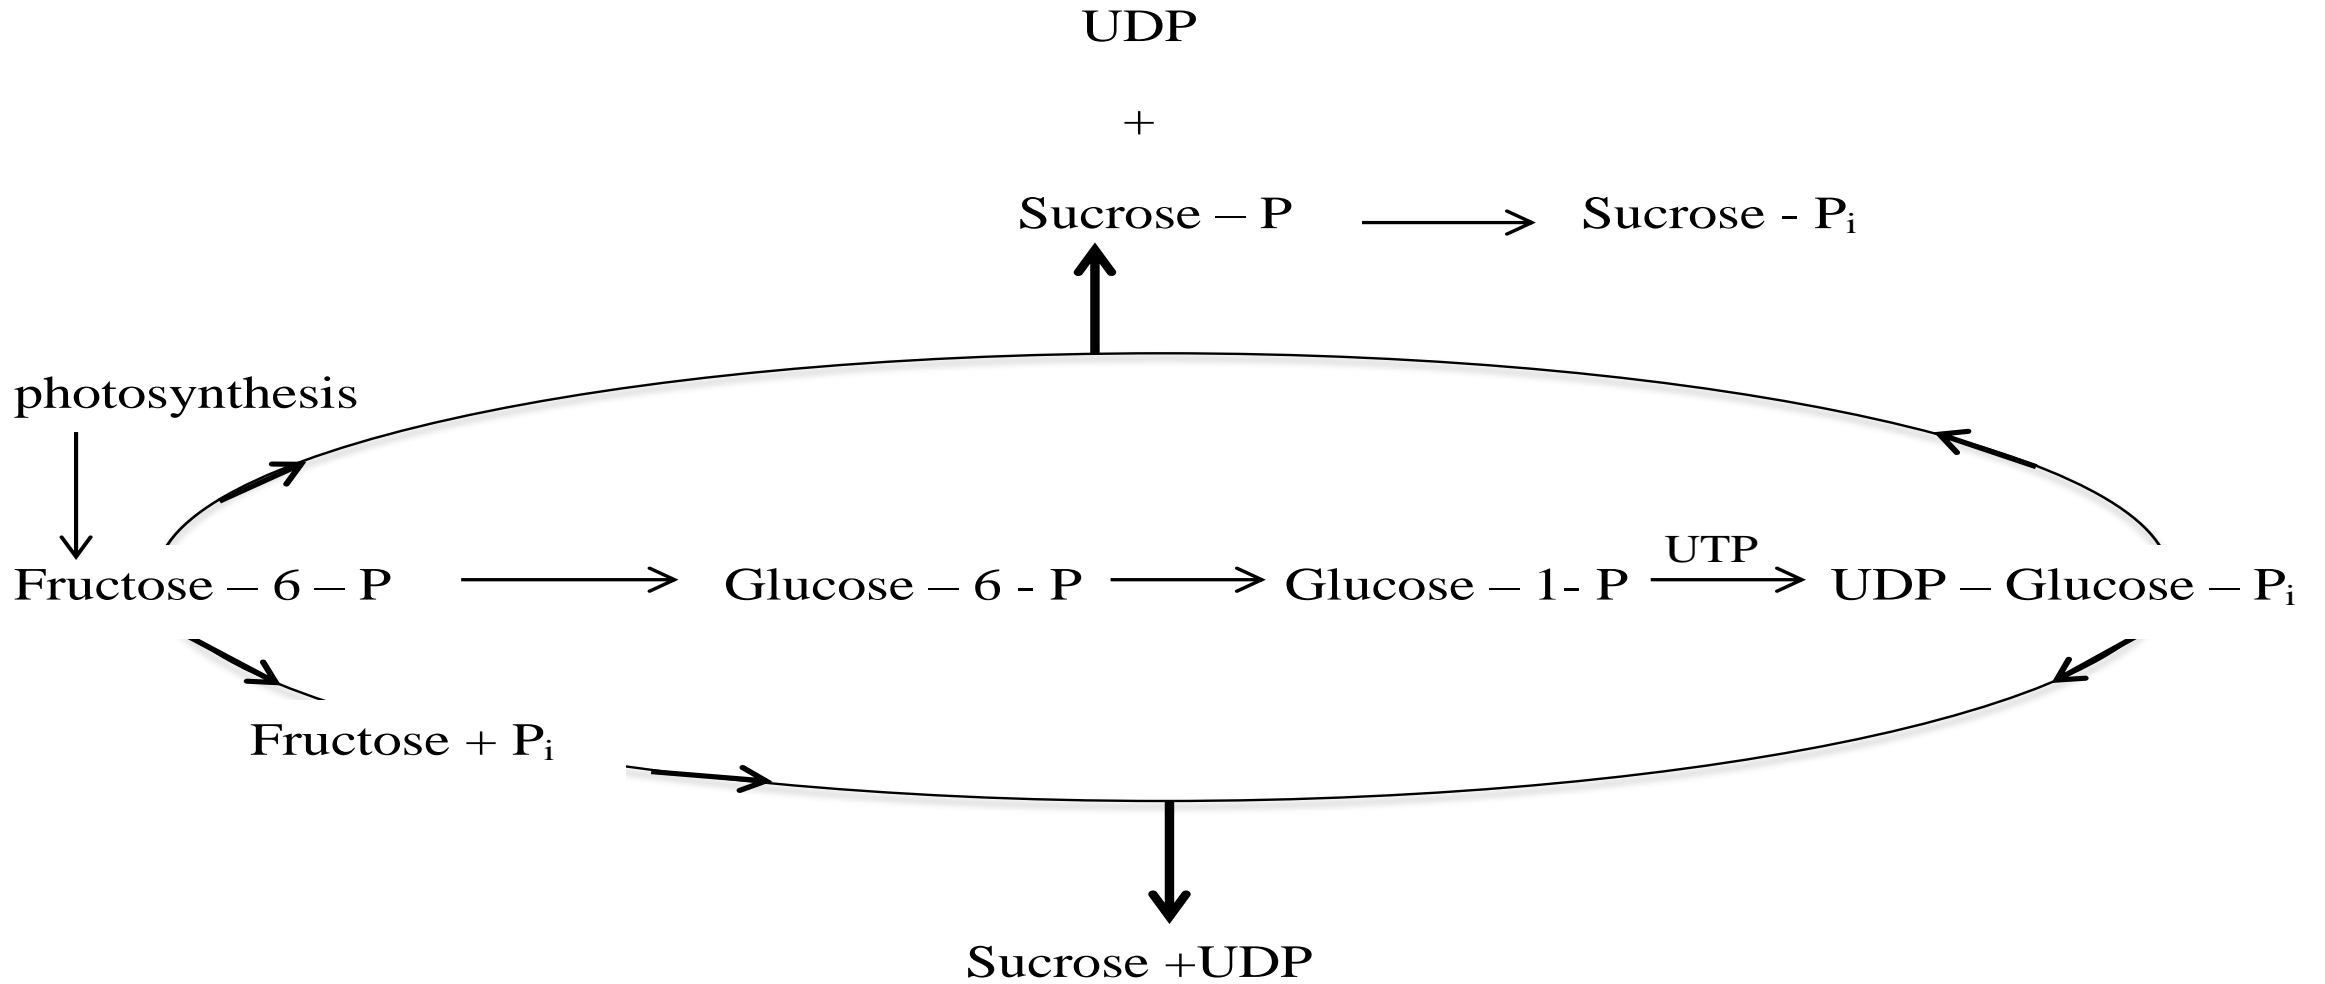 UDP
+
Sucrose – P
Sucrose - Pᵢ
photosynthesis
UTP
Fructose – 6 – P
Glucose – 6 - P
Glucose – 1- P
UDP – Glucose – Pᵢ
Fructose + Pᵢ
Sucrose +UDP